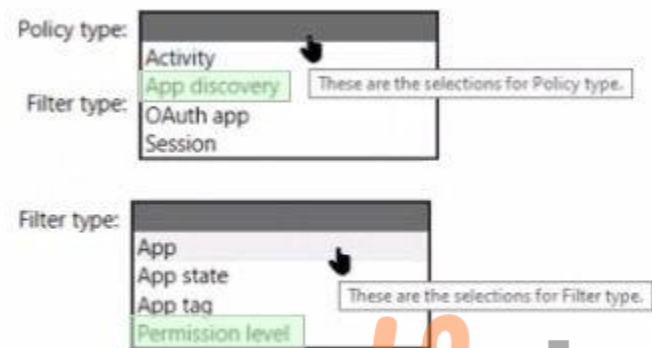 Policy type:
Activity
App discovery
These are the selections for Policy type.
Filter type:
OAuth app
Session
Filter type:
App
App state
These are the selections for Filter type.
App tag
Permission level